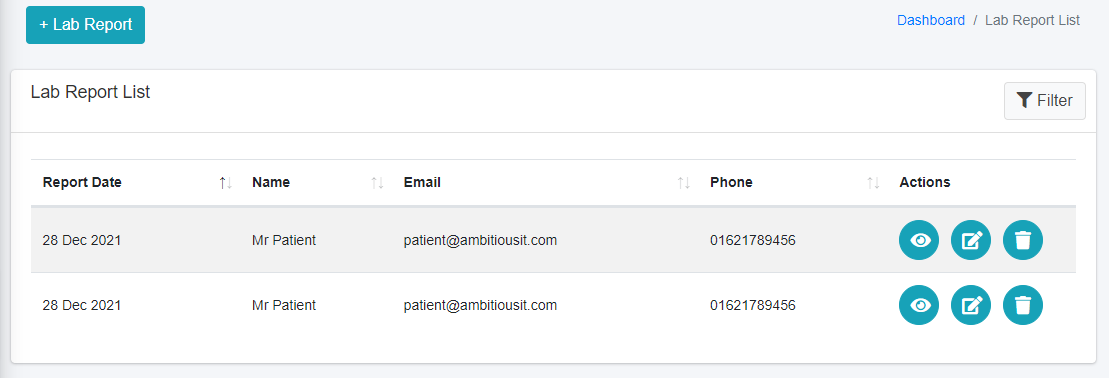 + Lab Report
Dashboard / Lab Report List
Lab Report List
Filter
Report Date Name Email Phone Actions
28 Dec 2021 Mr Patient patient@ambitiousit.com 01621789456
28 Dec 2021 Mr Patient patient@ambitiousit.com 01621789456